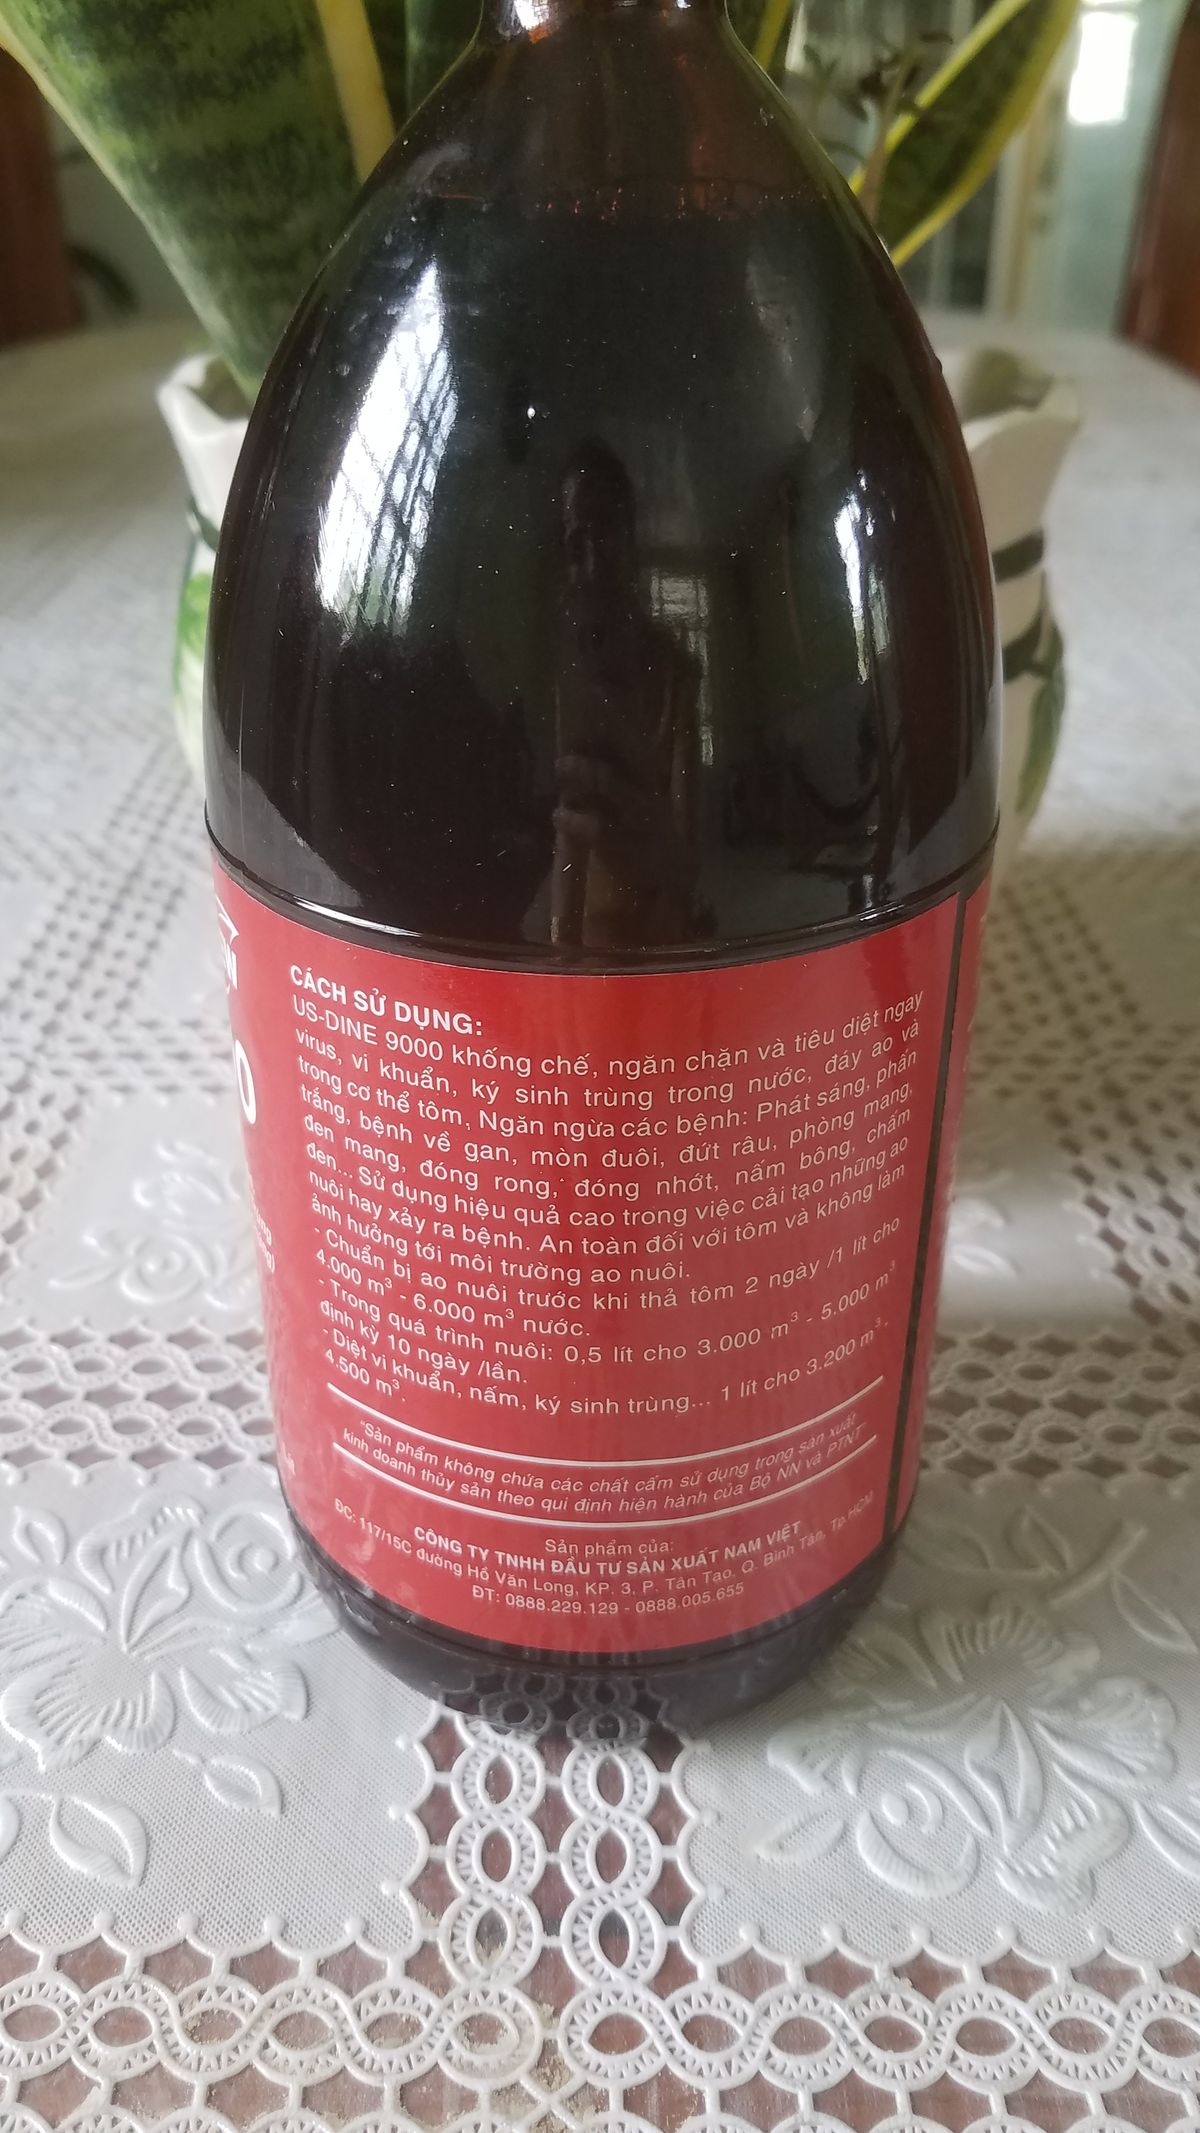 CÁCH SỬ DỤNG:
US-DINE 9000 khống chế, ngăn chặn và tiêu diệt ngay
virus, vi khuẩn, ký sinh trùng trong nước, đáy ao và
trong cơ thể tôm, Ngăn ngừa các bệnh: Phát sáng, phấn
trắng, bệnh về gan, mòn đuôi, đứt râu, phòng mang,
đen mang, đóng rong, đóng nhớt, nấm bông, chấm
đen... Sử dụng hiệu quả cao trong việc cải tạo những ao
nuôi hay xảy ra bệnh. An toàn đối với tôm và không làm
ảnh hưởng tới môi trường ao nuôi.
- Chuẩn bị ao nuôi trước khi thả tôm 2 ngày /1 lít cho
4.000 m³ - 6.000 m³ nước.
- Trong quá trình nuôi: 0,5 lít cho 3.000 m³ - 5.000 m³
định kỳ 10 ngày /lần.
- Diệt vi khuẩn, nấm, ký sinh trùng... 1 lít cho 3.200 m³ -
4.500 m³.
"Sản phẩm không chứa các chất cấm sử dụng trong sản xuất
kinh doanh thủy sản theo qui định hiện hành của Bộ NN và PTNT"
Sản phẩm của:
CÔNG TY TNHH ĐẦU TƯ SẢN XUẤT NAM VIỆT
ĐC: 117/15C đường Hồ Văn Long, KP. 3, P. Tân Tạo, Q. Bình Tân, Tp.HCM
ĐT: 0888.229.129 - 0888.005.655